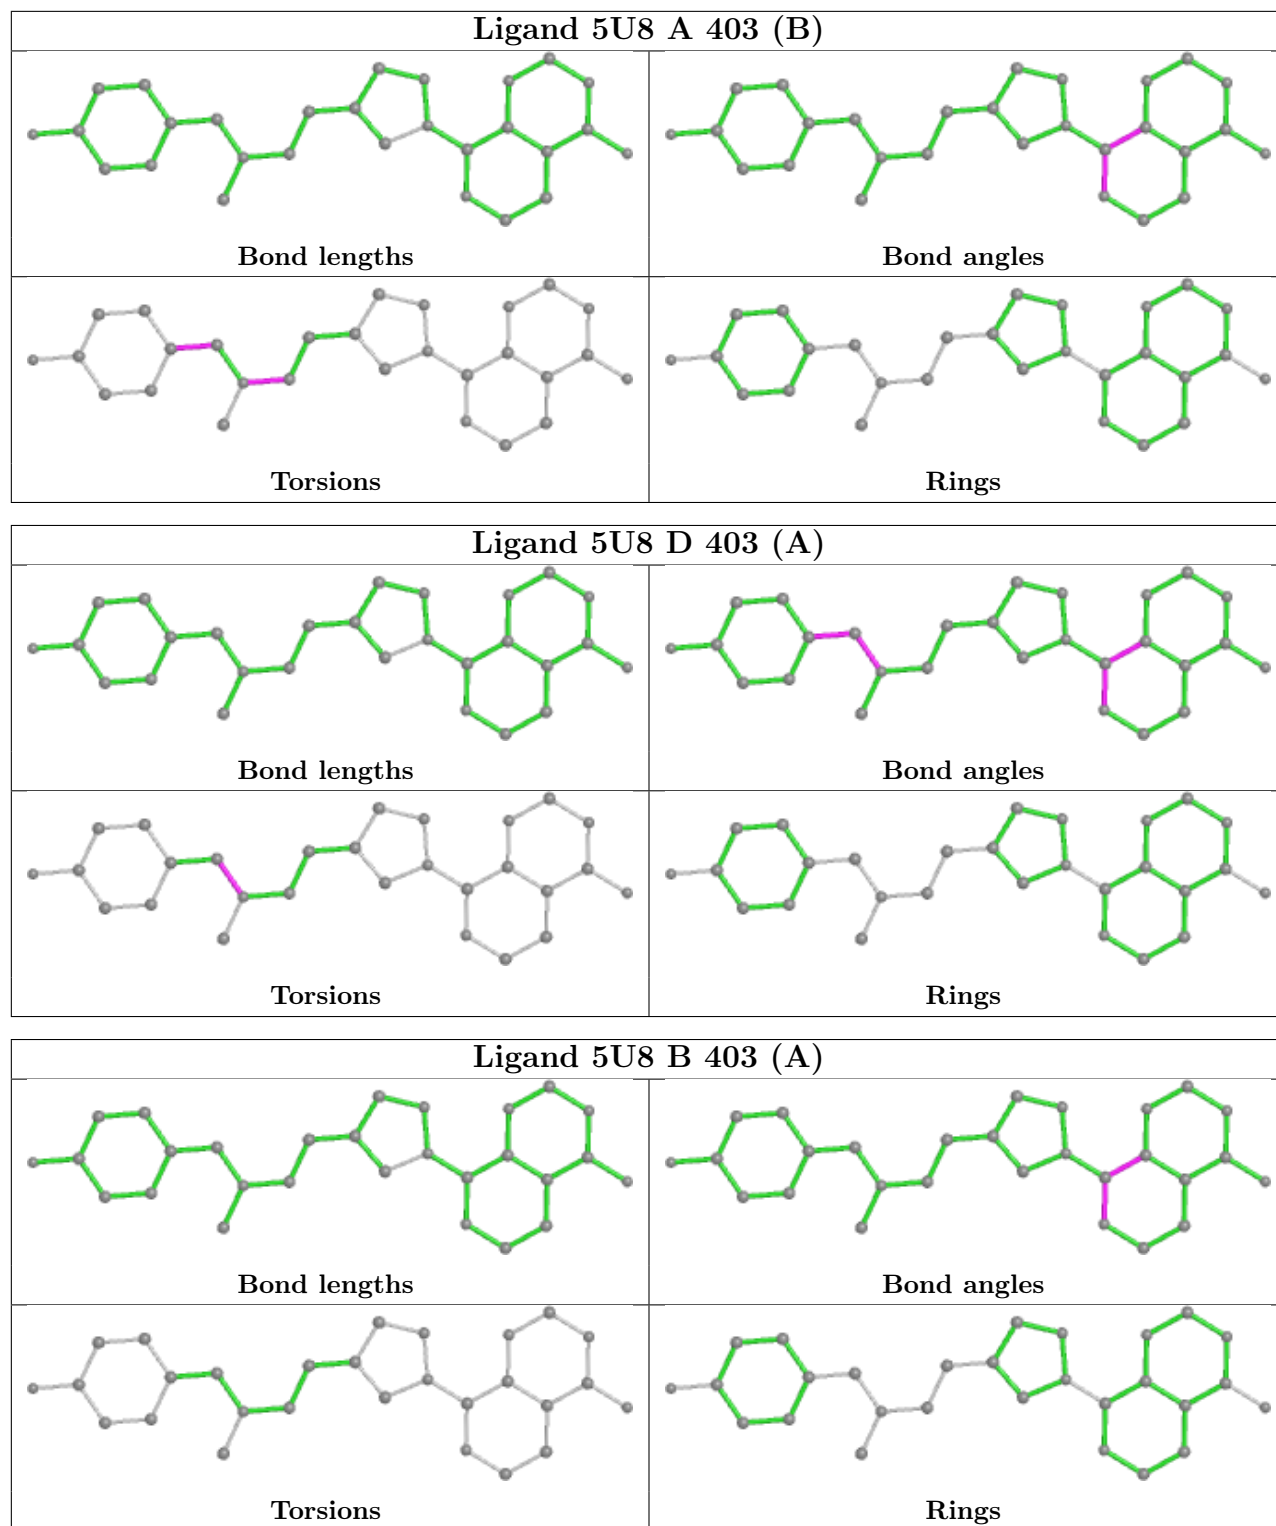 Ligand 5U8 A 403 (B)
Bond lengths
Bond angles
Torsions
Rings
Ligand 5U8 D 403 (A)
Bond lengths
Bond angles
Torsions
Rings
Ligand 5U8 B 403 (A)
Bond lengths
Bond angles
Torsions
Rings